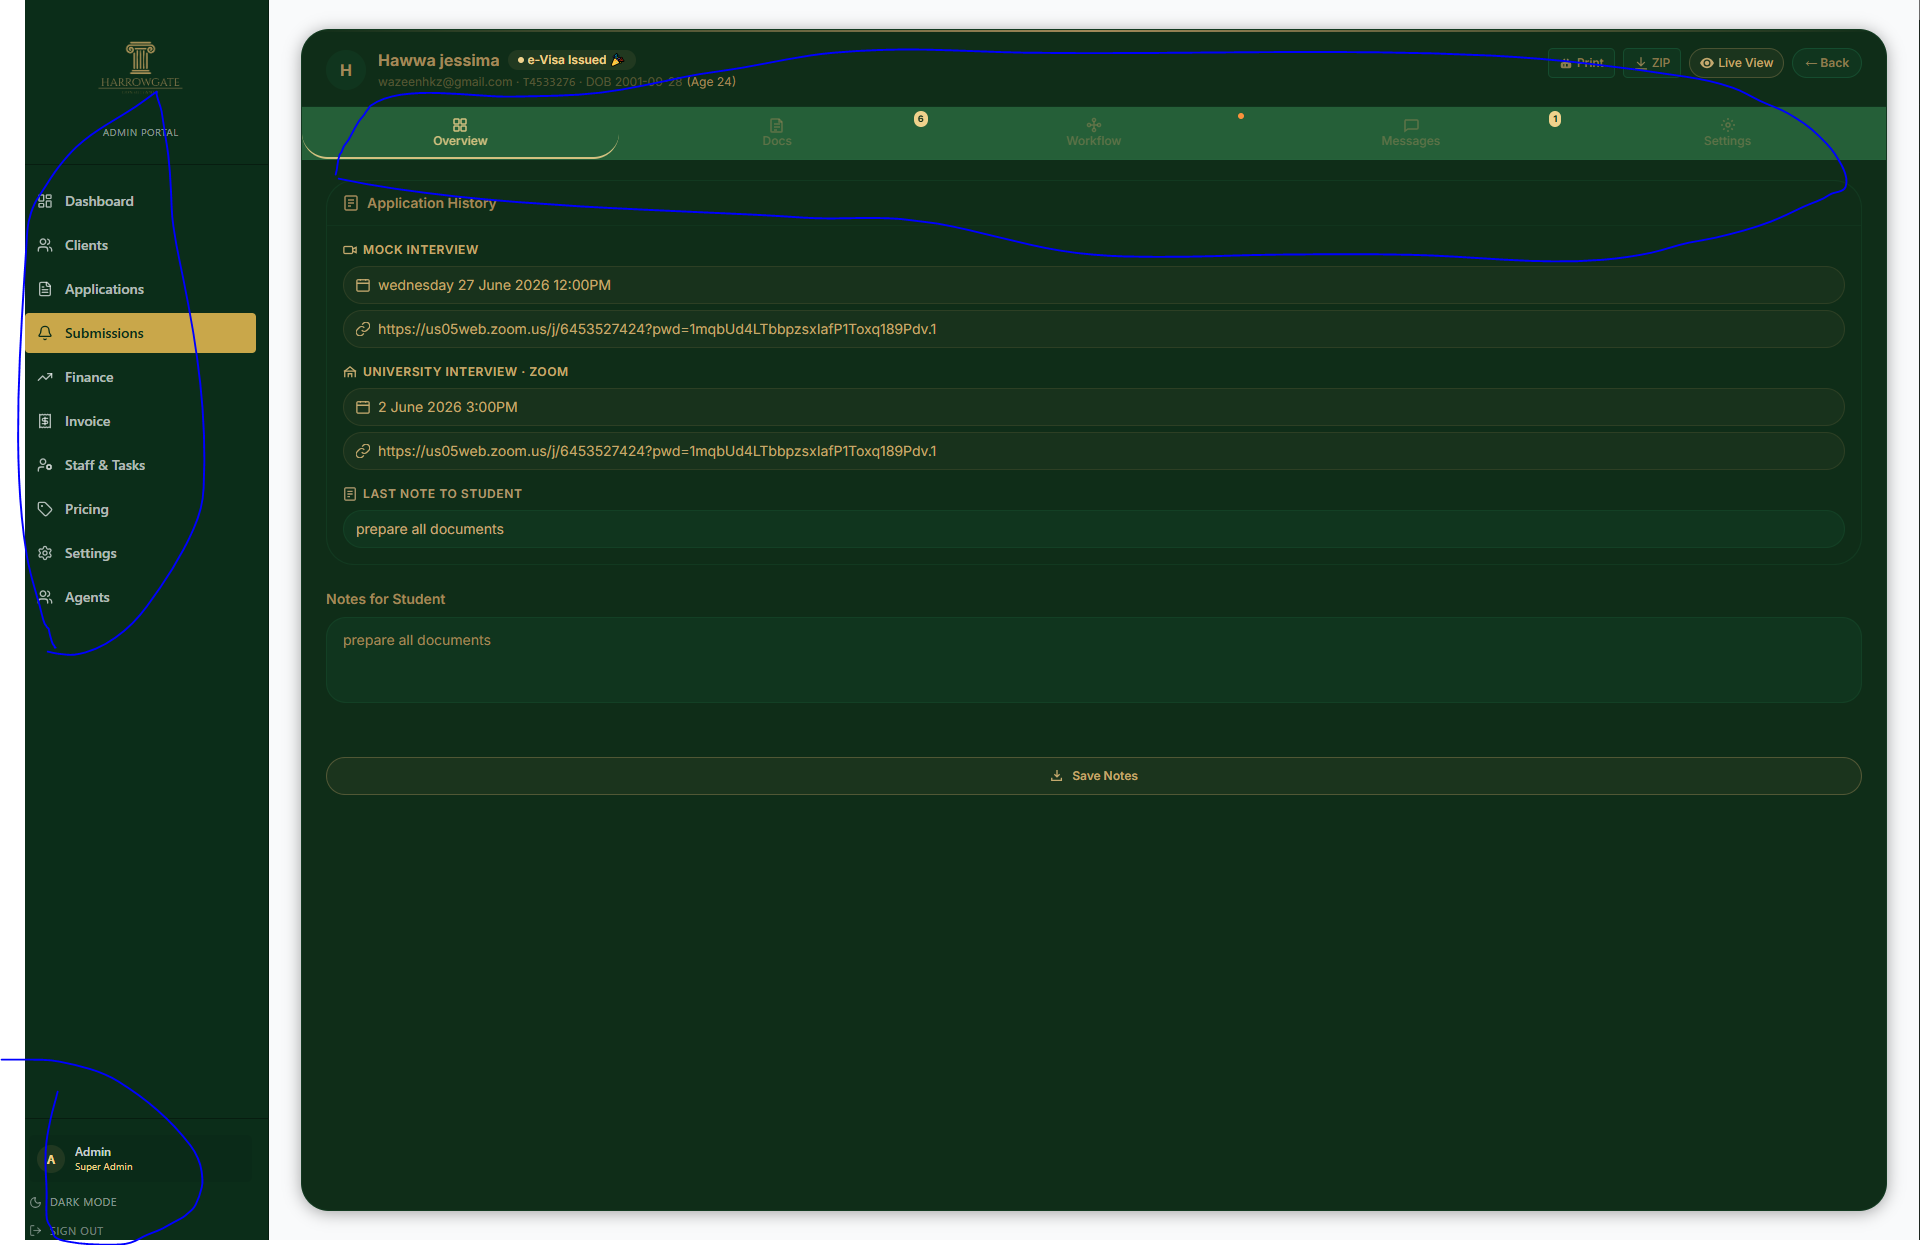 HARROWGATE
ADMIN PORTAL
Dashboard
Clients
Applications
Submissions
Finance
Invoice
Staff & Tasks
Pricing
Settings
Agents
A
Admin
Super Admin
DARK MODE
SIGN OUT
H
Hawwa jessima
e-Visa Issued 🎉
wazeenhkz@gmail.com · T4533276 · DOB 2001-09-28 (Age 24)
Print
ZIP
Live View
← Back
Overview
Docs
6
Workflow
Messages
1
Settings
Application History
MOCK INTERVIEW
wednesday 27 June 2026 12:00PM
https://us05web.zoom.us/j/6453527424?pwd=1mqbUd4LTbbpzsxIafP1Toxq189Pdv.1
UNIVERSITY INTERVIEW · ZOOM
2 June 2026 3:00PM
https://us05web.zoom.us/j/6453527424?pwd=1mqbUd4LTbbpzsxIafP1Toxq189Pdv.1
LAST NOTE TO STUDENT
prepare all documents
Notes for Student
prepare all documents
Save Notes